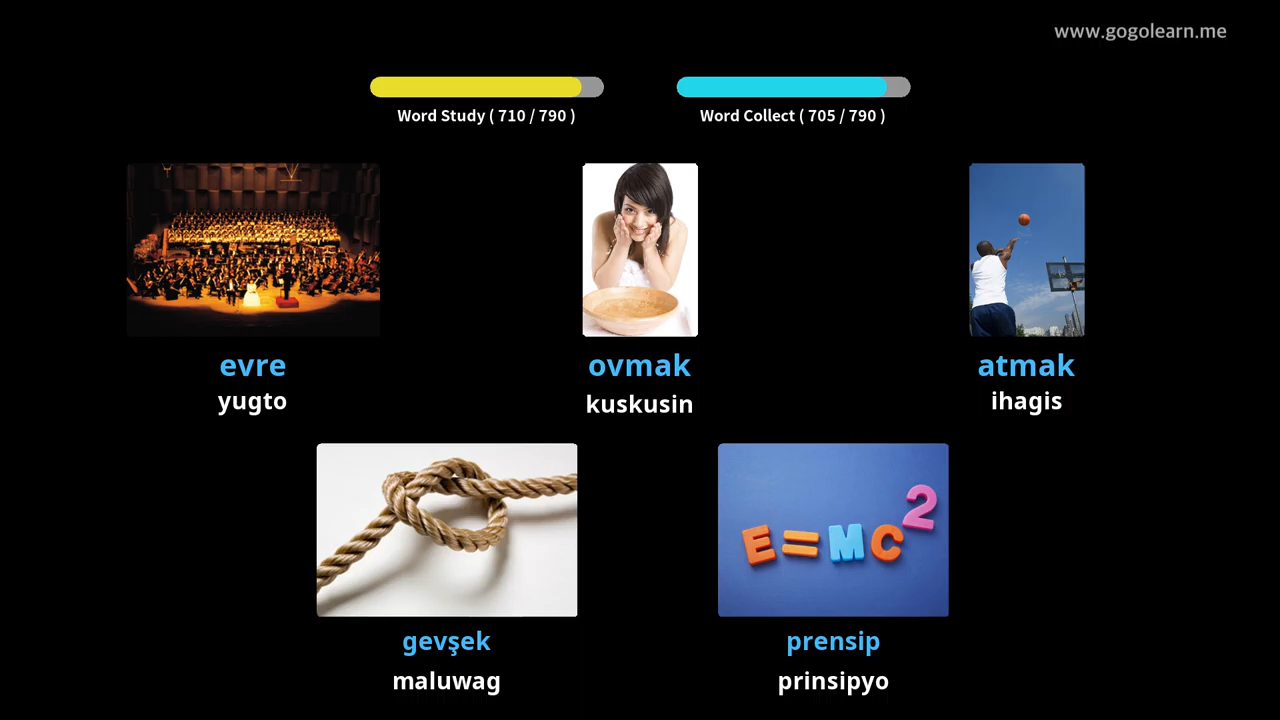 www.gogolearn.me
Word Study ( 710 / 790 )
Word Collect ( 705 / 790 )
evre
yugto
ovmak
kuskusin
atmak
ihagis
E=MC2
gevşek
maluwag
prensip
prinsipyo